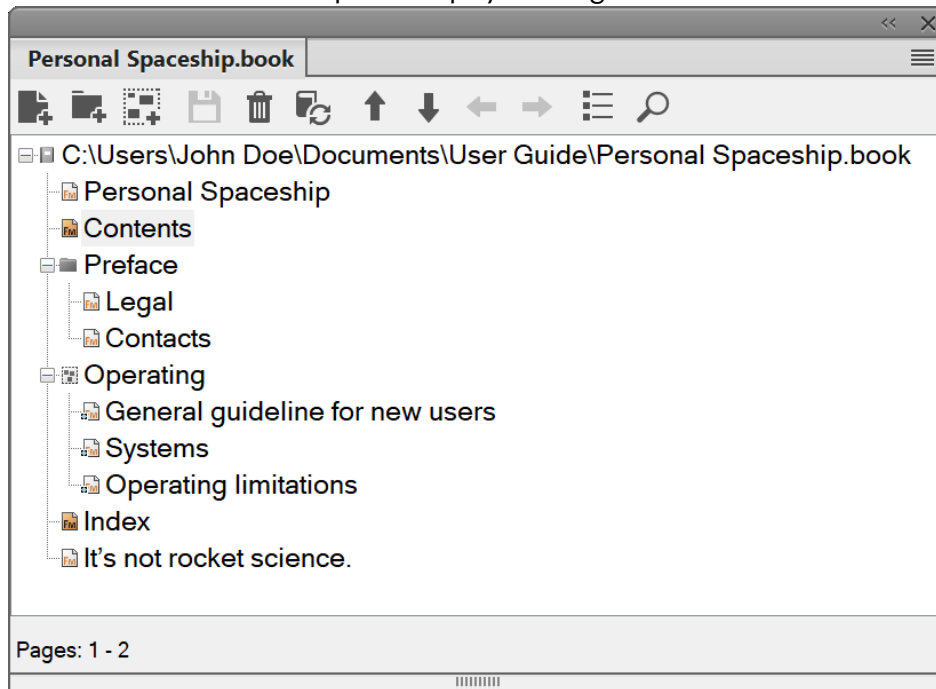 Personal Spaceship.book
C:\Users\John Doe\Documents\User Guide\Personal Spaceship.book
Personal Spaceship
Contents
Preface
Legal
Contacts
Operating
General guideline for new users
Systems
Operating limitations
Index
It's not rocket science.
Pages: 1 - 2